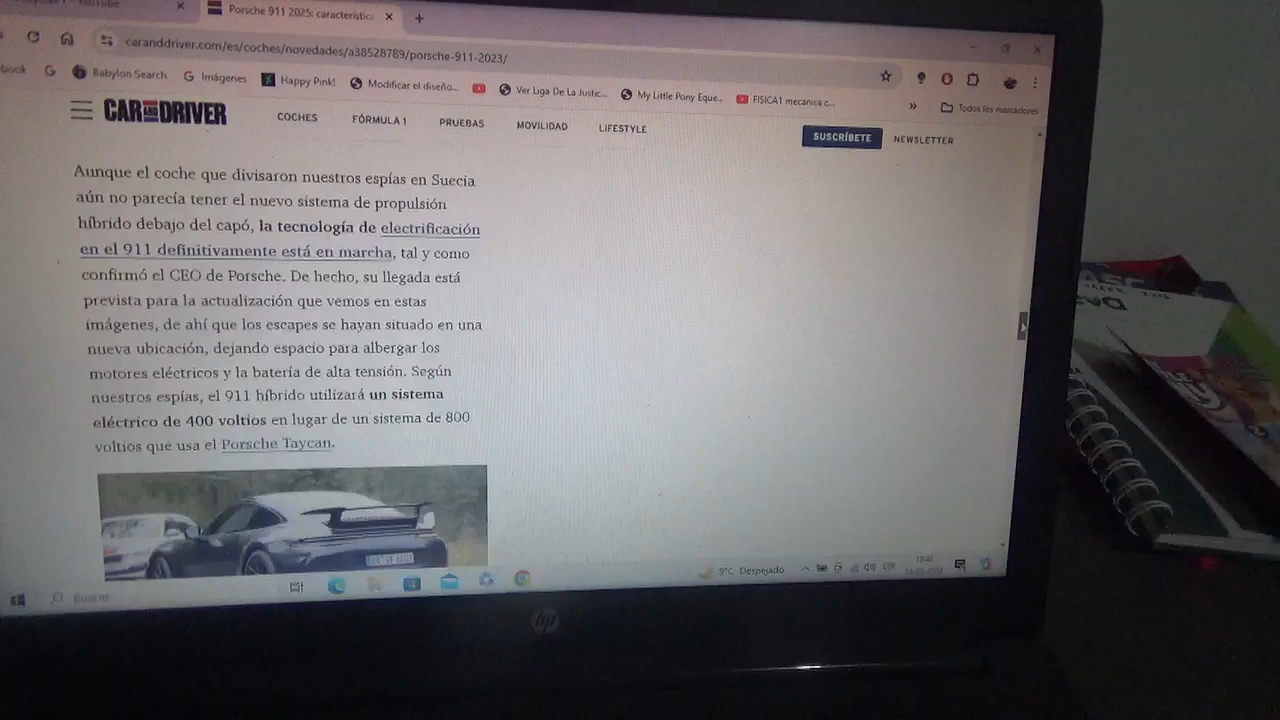 YouTube
Porsche 911 2025: característic
caranddriver.com/es/coches/novedades/a38528789/porsche-911-2023/
book
Babylon Search
Imágenes
Happy Pink!
Modificar el diseño...
Ver Liga De La Justic...
My Little Pony Eque...
FISICA1 mecanica c...
»
Todos los marcadores
CAR AND DRIVER
COCHES
FÓRMULA 1
PRUEBAS
MOVILIDAD
LIFESTYLE
SUSCRÍBETE
NEWSLETTER
Aunque el coche que divisaron nuestros espías en Suecia
aún no parecía tener el nuevo sistema de propulsión
híbrido debajo del capó, la tecnología de electrificación
en el 911 definitivamente está en marcha, tal y como
confirmó el CEO de Porsche. De hecho, su llegada está
prevista para la actualización que vemos en estas
imágenes, de ahí que los escapes se hayan situado en una
nueva ubicación, dejando espacio para albergar los
motores eléctricos y la batería de alta tensión. Según
nuestros espías, el 911 híbrido utilizará un sistema
eléctrico de 400 voltios en lugar de un sistema de 800
voltios que usa el Porsche Taycan.
Buscar
9°C Despejado
ESP
hp